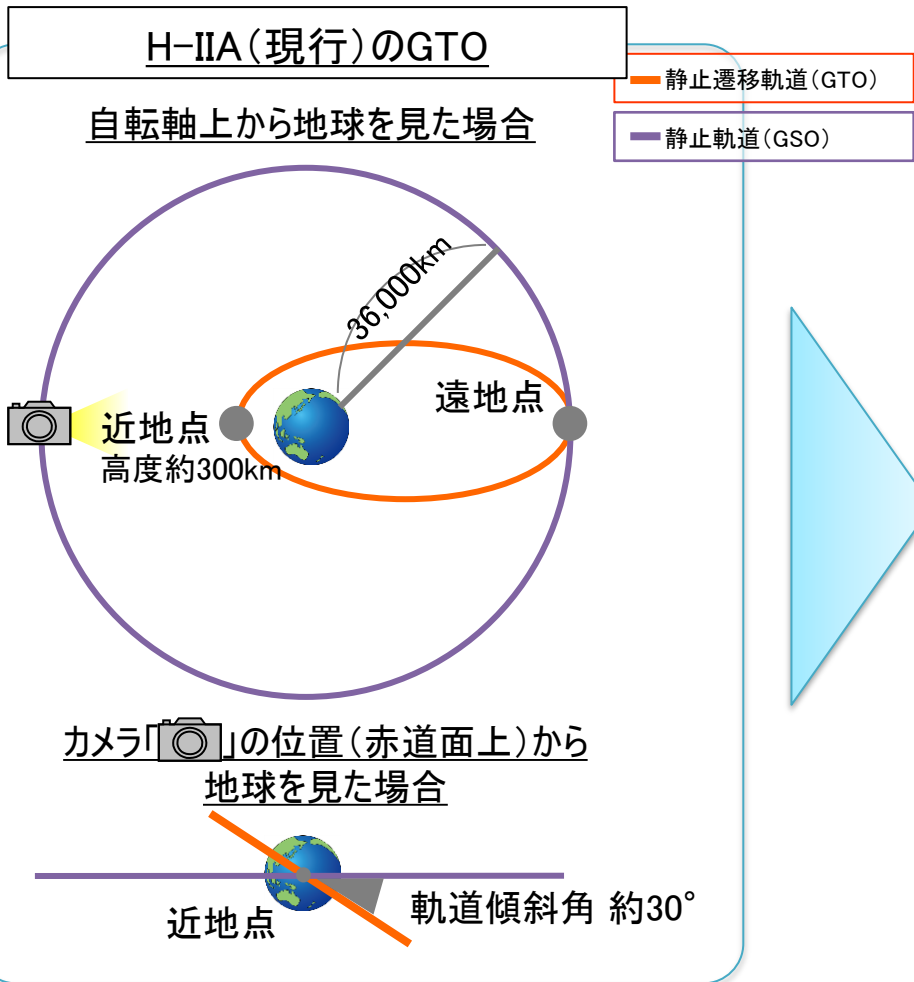 H-IIA(現行)のGTO
静止遷移軌道(GTO)
自転軸上から地球を見た場合
静止軌道(GSO)
36,000km
遠地点
近地点
高度約300km
カメラ「」の位置(赤道面上)から
地球を見た場合
軌道傾斜角 約30°
近地点